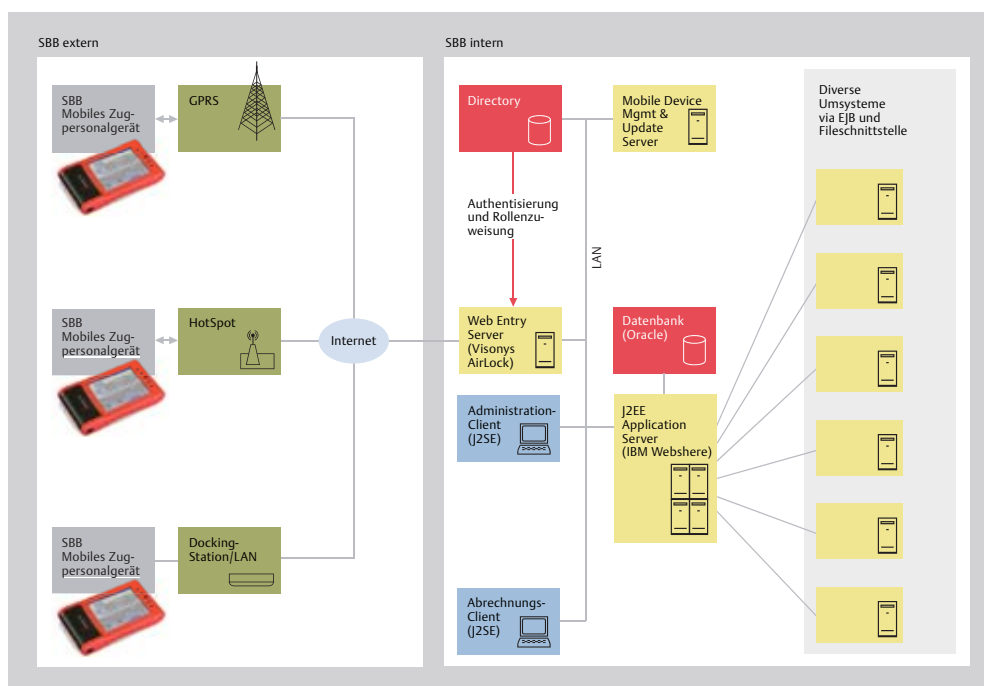 SBB extern
SBB
Mobiles Zug-
personalgerät
GPRS
SBB
Mobiles Zug-
personalgerät
HotSpot
SBB
Mobiles Zug-
personalgerät
Docking-
Station/LAN
Internet
SBB intern
Directory
Mobile Device
Mgmt &
Update
Server
Authentisierung
und Rollenzu-
weisung
LAN
Web Entry
Server
(Visonys
AirLock)
Datenbank
(Oracle)
Administration-
Client
(J2SE)
J2EE
Application
Server
(IBM Webshere)
Abrechnungs-
Client
(J2SE)
Diverse
Umsysteme
via EJB und
Fileschnittstelle